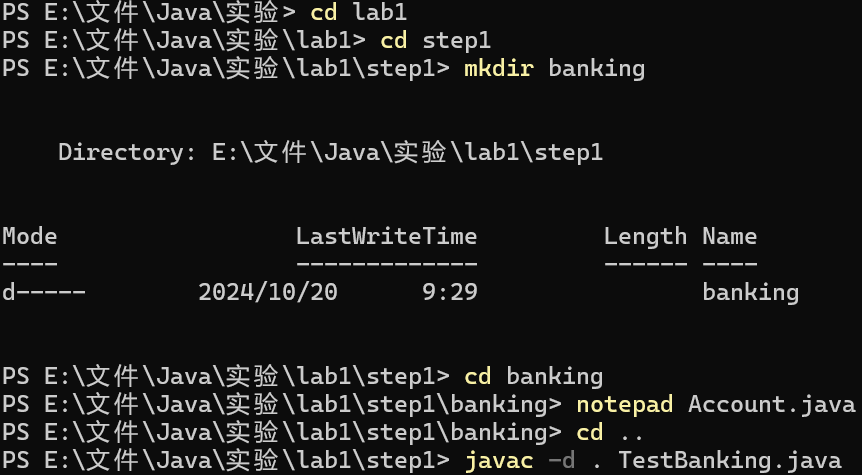 PS E:\文件\Java\实验> cd lab1
PS E:\文件\Java\实验\lab1> cd step1
PS E:\文件\Java\实验\lab1\step1> mkdir banking
Directory: E:\文件\Java\实验\lab1\step1
Mode                 LastWriteTime         Length Name
----                 -------------         ------ ----
d-----        2024/10/20      9:29                banking
PS E:\文件\Java\实验\lab1\step1> cd banking
PS E:\文件\Java\实验\lab1\step1\banking> notepad Account.java
PS E:\文件\Java\实验\lab1\step1\banking> cd ..
PS E:\文件\Java\实验\lab1\step1> javac -d . TestBanking.java